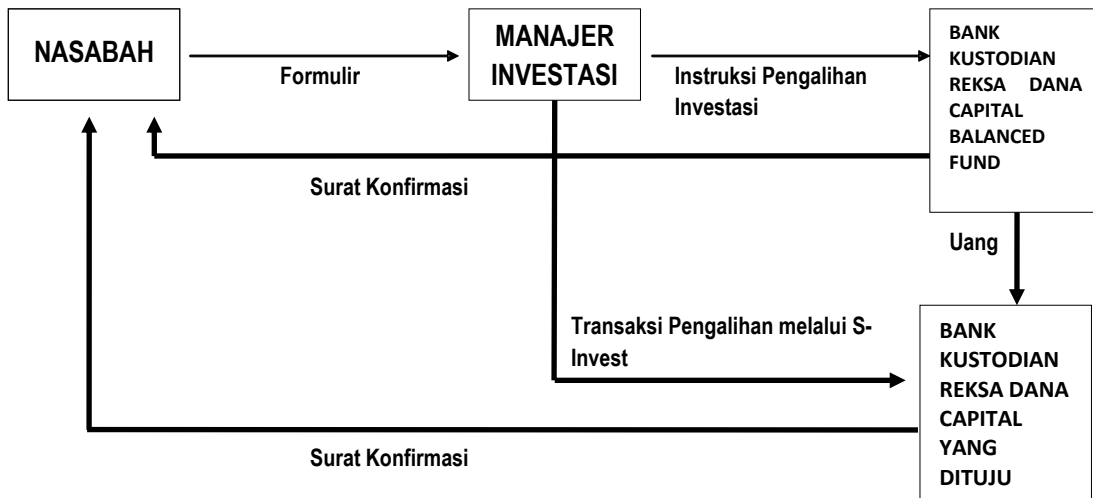 NASABAH
Formulir
MANAJER
INVESTASI
Instruksi Pengalihan
Investasi
BANK
KUSTODIAN
REKSA DANA
CAPITAL
BALANCED
FUND
Surat Konfirmasi
Uang
Transaksi Pengalihan melalui S-
Invest
BANK
KUSTODIAN
REKSA DANA
CAPITAL
YANG
DITUJU
Surat Konfirmasi